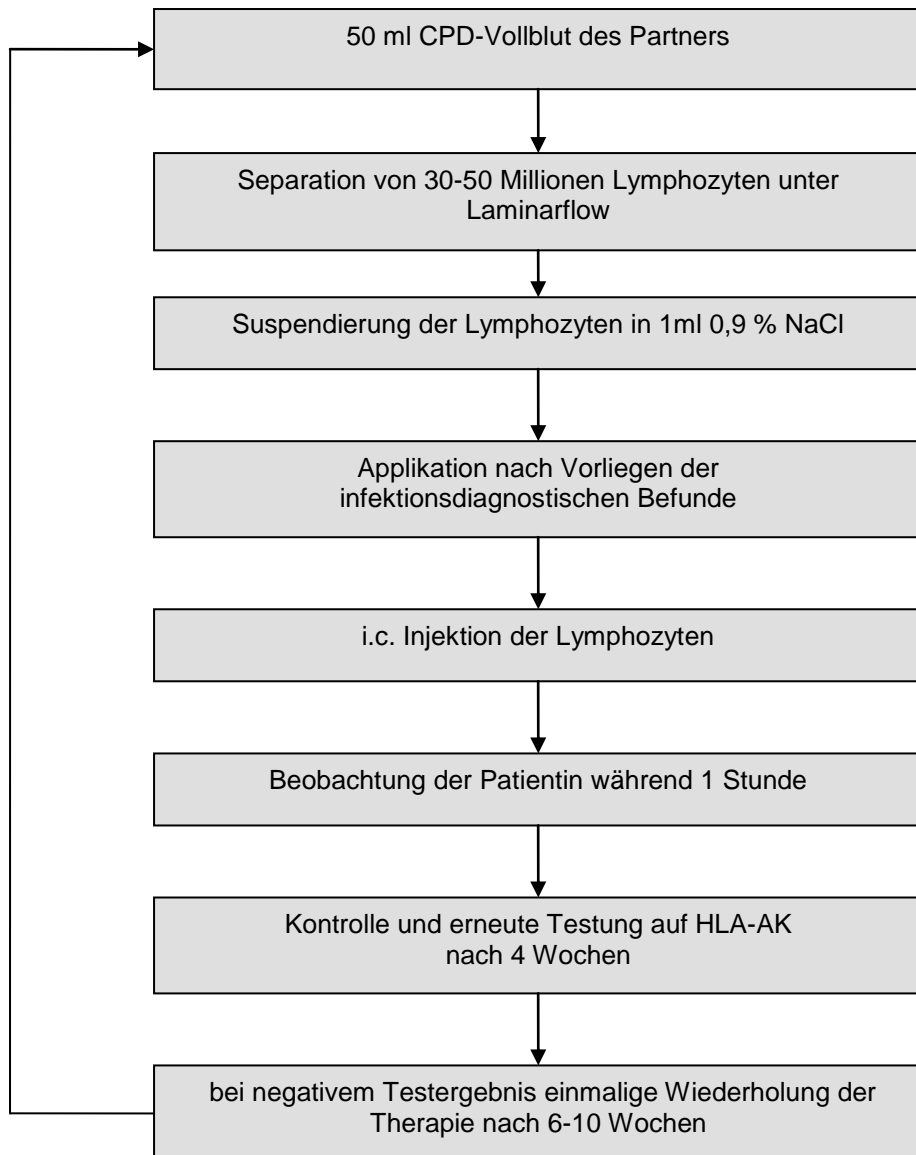 50 ml CPD-Vollblut des Partners
Separation von 30-50 Millionen Lymphozyten unter
Laminarflow
Suspendierung der Lymphozyten in 1ml 0,9 % NaCl
Applikation nach Vorliegen der
infektionsdiagnostischen Befunde
i.c. Injektion der Lymphozyten
Beobachtung der Patientin während 1 Stunde
Kontrolle und erneute Testung auf HLA-AK
nach 4 Wochen
bei negativem Testergebnis einmalige Wiederholung der
Therapie nach 6-10 Wochen